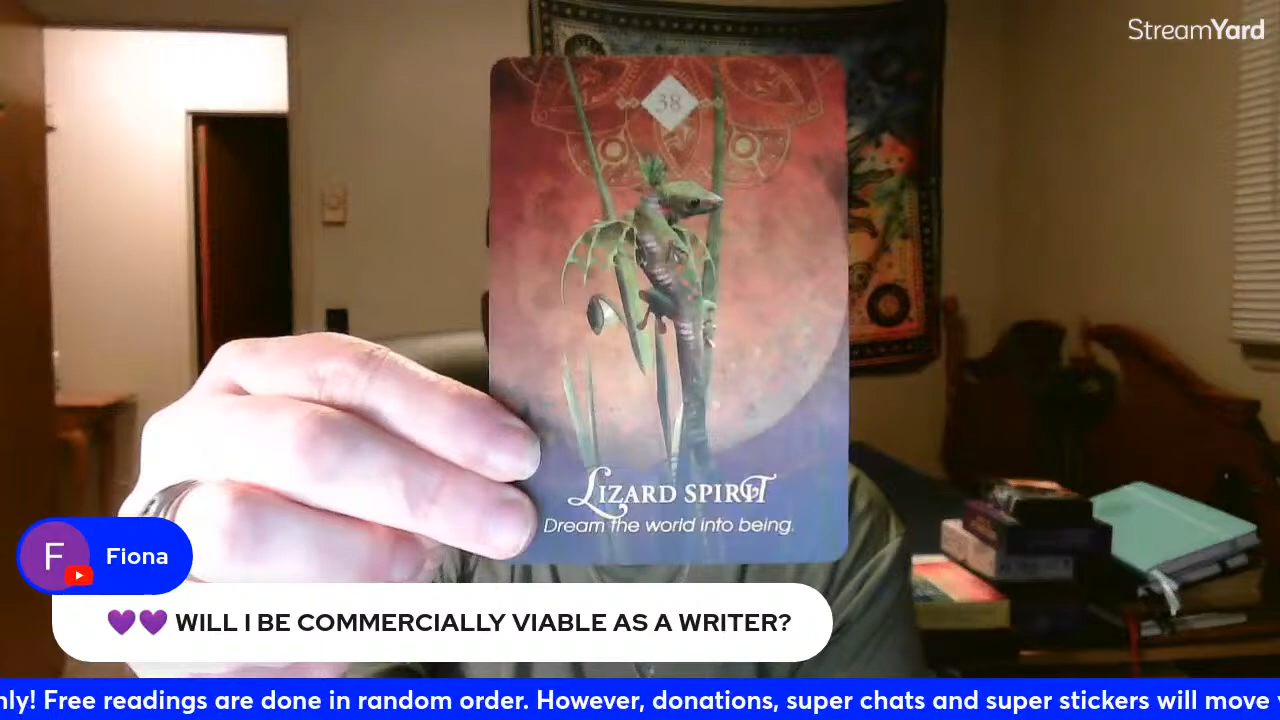 StreamYard
38
LIZARD SPIRIT
Dream the world into being.
F
Fiona
💜💜 WILL I BE COMMERCIALLY VIABLE AS A WRITER?
nly! Free readings are done in random order. However, donations, super chats and super stickers will move